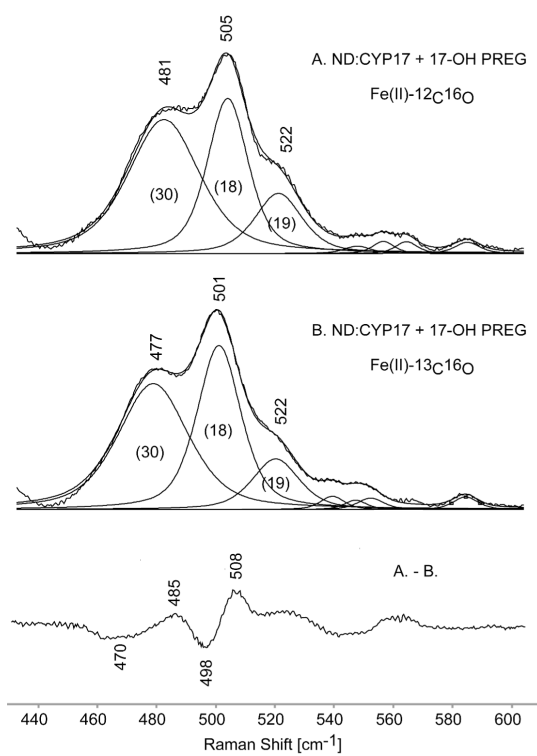 505
481
A. ND:CYP17 + 17-OH PREG
Fe(II)-12C16O
522
(30)
(18)
(19)
501
477
B. ND:CYP17 + 17-OH PREG
Fe(II)-13C16O
522
(30)
(18)
(19)
508
485
A. - B.
470
498
440 460 480 500 520 540 560 580 600
Raman Shift [cm-1]